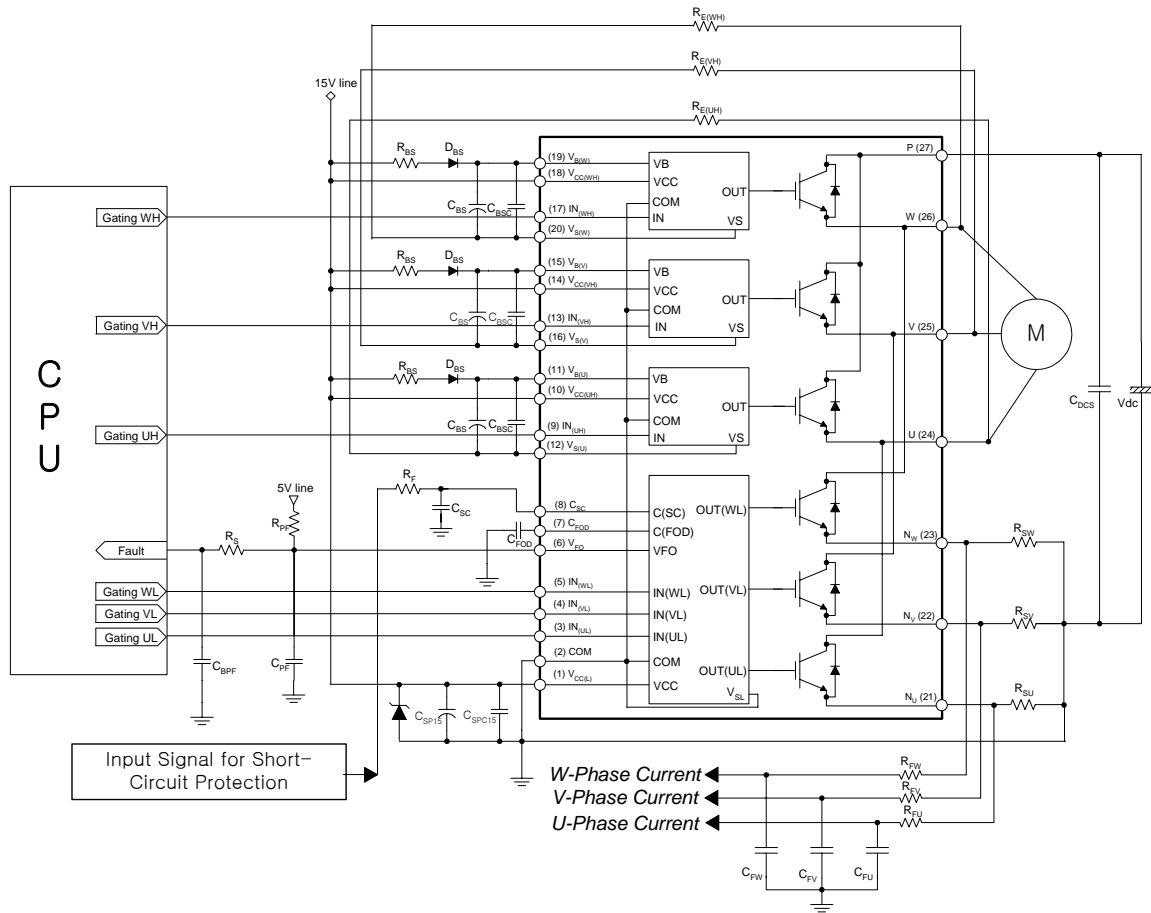 R_E(WH)
R_E(VH)
15V line
R_E(UH)
R_BS D_BS
C_BS C_BSC
(19) V_B(W)
(18) V_CC(WH)
(17) IN_(WH)
(20) V_S(W)
VB
VCC
COM
IN
OUT
VS
P (27)
W (26)
Gating WH
R_BS D_BS
C_BS C_BSC
(15) V_B(V)
(14) V_CC(VH)
(13) IN_(VH)
(16) V_S(V)
VB
VCC
COM
IN
OUT
VS
V (25)
M
Gating VH
CPU
R_BS D_BS
C_BS C_BSC
(11) V_B(U)
(10) V_CC(UH)
(9) IN_(UH)
(12) V_S(U)
VB
VCC
COM
IN
OUT
VS
U (24)
C_DCS
Vdc
Gating UH
R_F
C_SC
5V line
R_PF
R_S
C_FOD
Fault
Gating WL
Gating VL
Gating UL
C_BPF
C_PF
(8) C_SC
(7) C_FOD
(6) V_FO
(5) IN_(WL)
(4) IN_(VL)
(3) IN_(UL)
(2) COM
(1) V_CC(L)
C(SC)
C(FOD)
VFO
IN(WL)
IN(VL)
IN(UL)
COM
VCC
OUT(WL)
OUT(VL)
OUT(UL)
V_SL
N_W (23)
N_V (22)
N_U (21)
R_SW
R_SV
R_SU
C_SP15
C_SPC15
Input Signal for Short-
Circuit Protection
W-Phase Current
V-Phase Current
U-Phase Current
R_FW
R_FV
R_FU
C_FW
C_FV
C_FU